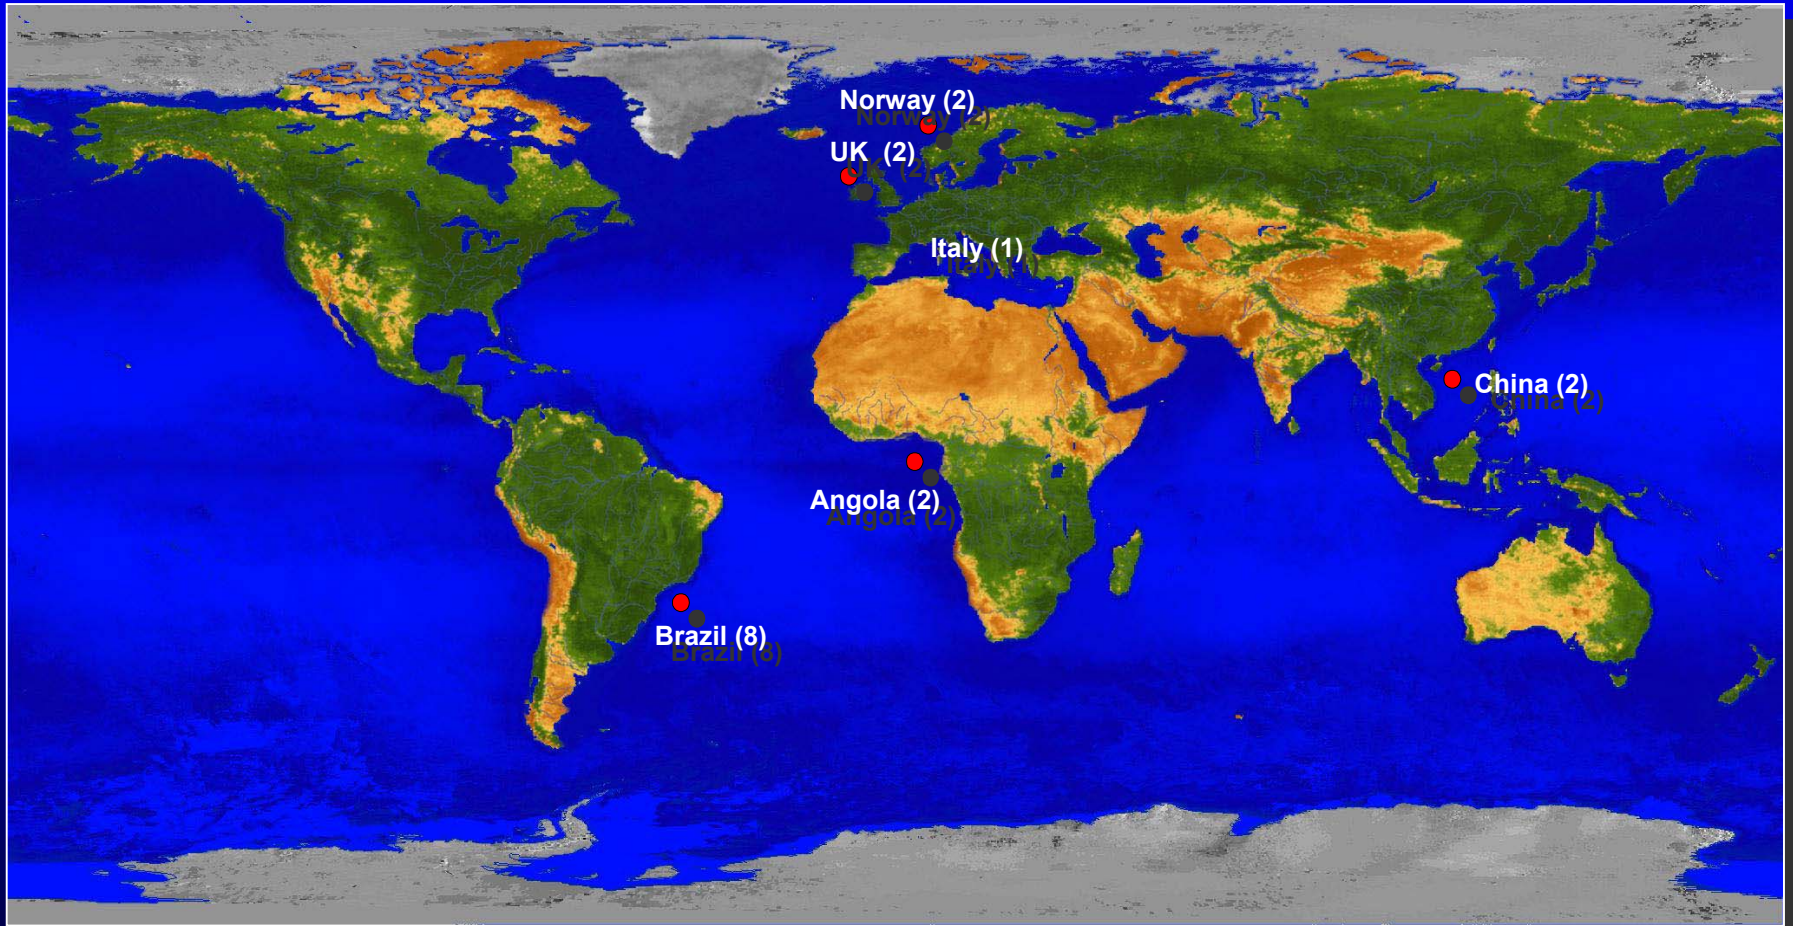 Norway (2)
UK (2)
Italy (1)
China (2)
Angola (2)
Brazil (8)